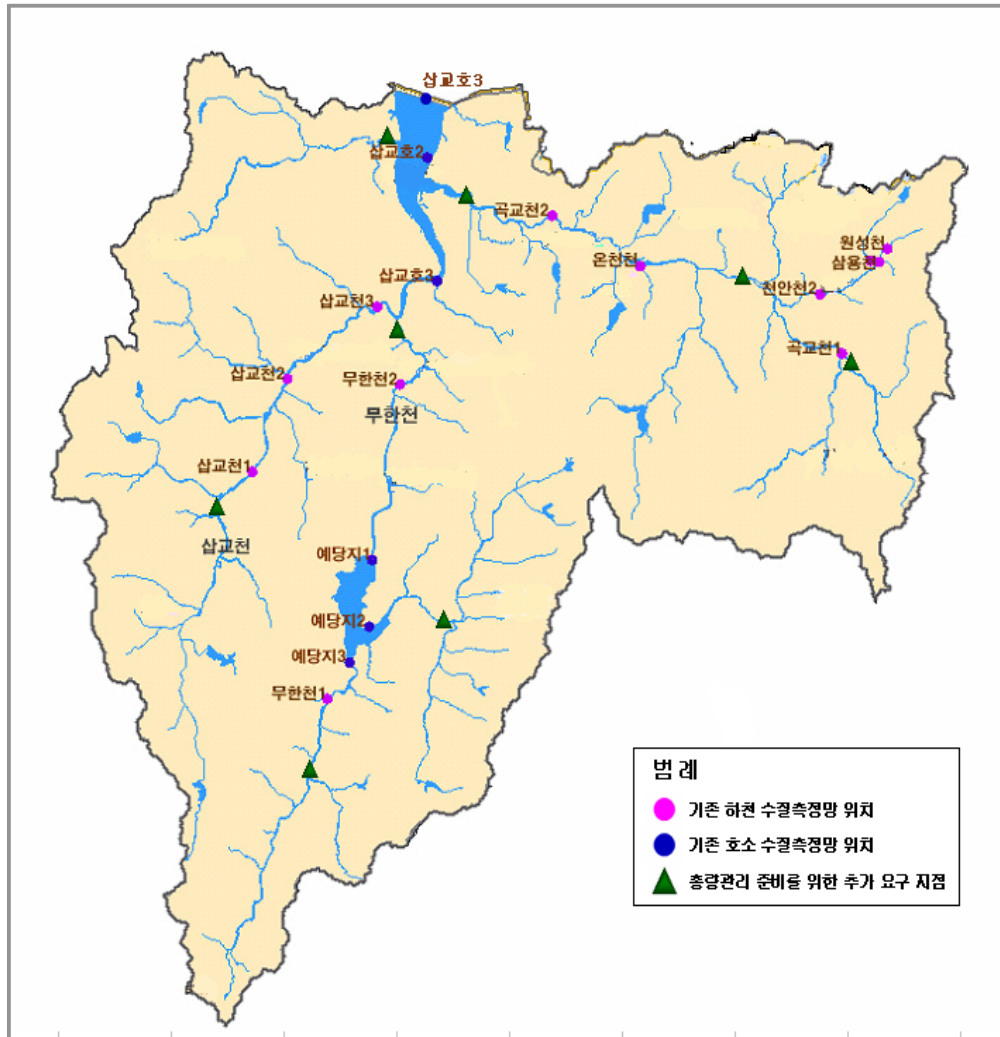 삽교호3
삽교호2
곡교천2
원성천
삼용천
온천천
천안천2
삽교호3
삽교천3
곡교천1
삽교천2
무한천2
무한천
삽교천1
삽교천
예당지1
예당지2
예당지3
무한천1
범 례
기존 하천 수질측정망 위치
기존 호소 수질측정망 위치
총량관리 준비를 위한 추가 요구 지점